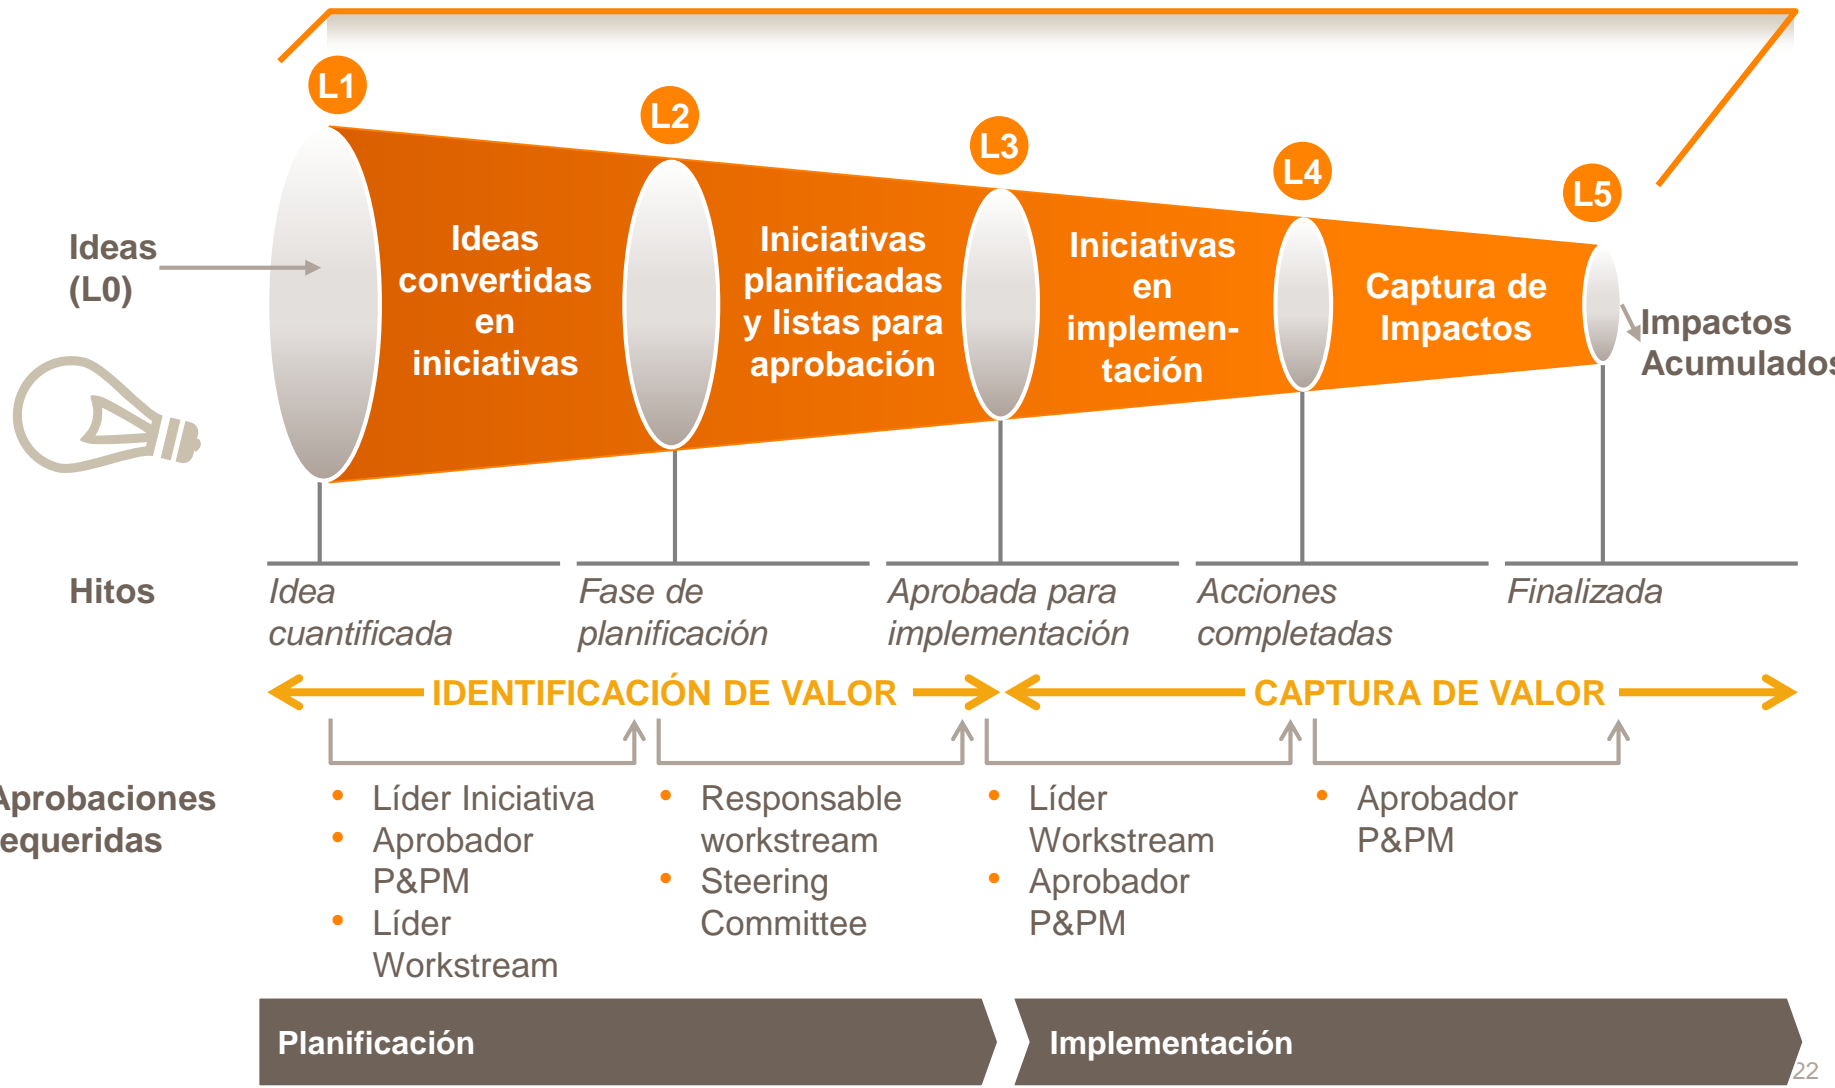 L1
L2
L3
L4
L5
Ideas
(L0)
Ideas
convertidas
en
iniciativas
Iniciativas
planificadas
y listas para
aprobación
Iniciativas
en
implemen-
tación
Captura de
Impactos
Impactos
Acumulados
Hitos
Idea
cuantificada
Fase de
planificación
Aprobada para
implementación
Acciones
completadas
Finalizada
IDENTIFICACIÓN DE VALOR
CAPTURA DE VALOR
Aprobaciones
equeridas
• Líder Iniciativa
• Aprobador
P&PM
• Líder
Workstream
• Responsable
workstream
• Steering
Committee
• Líder
Workstream
• Aprobador
P&PM
• Aprobador
P&PM
Planificación
Implementación
22